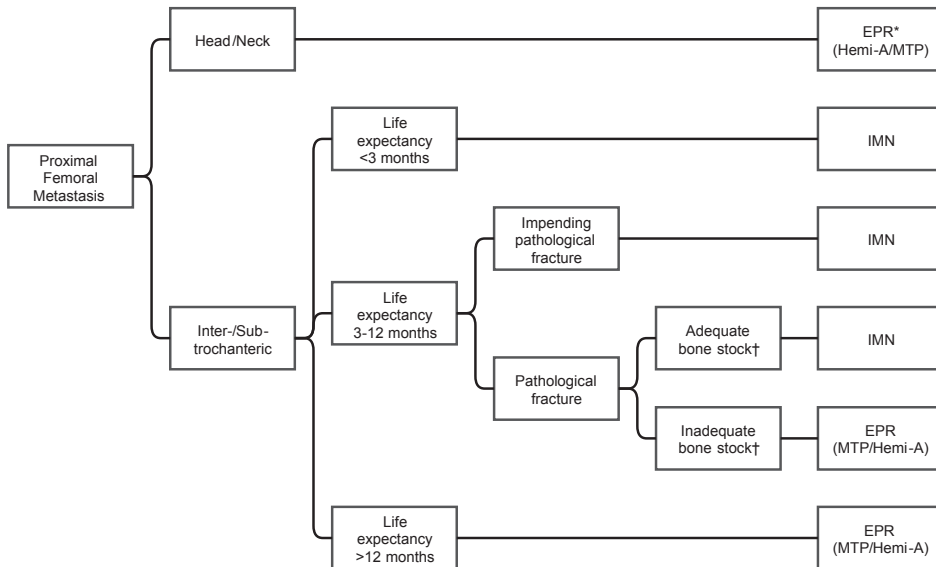 Head/Neck
EPR*
(Hemi-A/MTP)
Life
expectancy
<3 months
IMN
Proximal
Femoral
Metastasis
Impending
pathological
fracture
IMN
Inter-/Sub-
trochanteric
Life
expectancy
3-12 months
Adequate
bone stock†
IMN
Pathological
fracture
Inadequate
bone stock†
EPR
(MTP/Hemi-A)
Life
expectancy
>12 months
EPR
(MTP/Hemi-A)